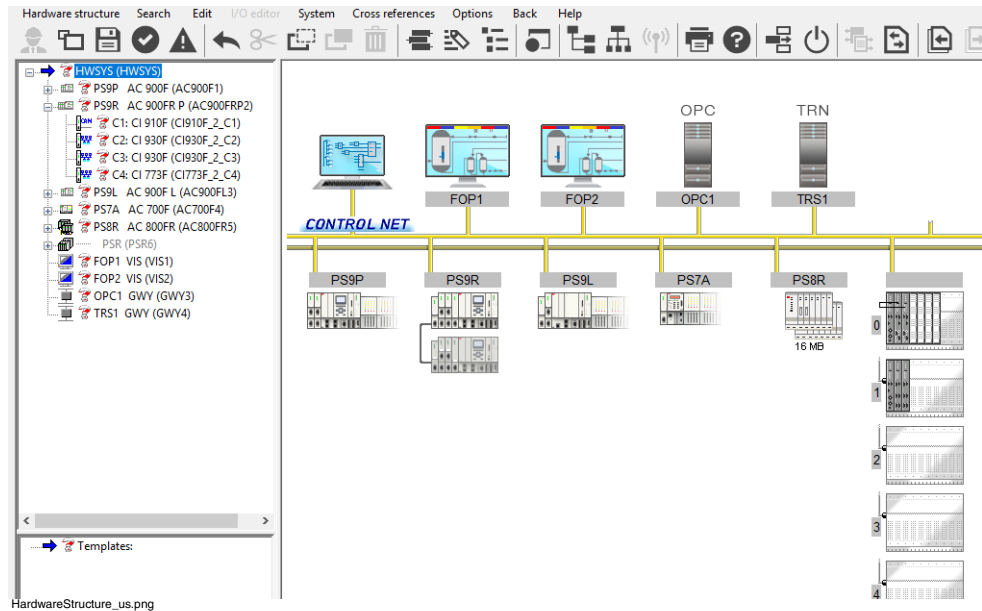 Hardware structure Search Edit I/O editor System Cross references Options Back Help
HWSYS (HWSYS)
PS9P AC 900F (AC900F1)
PS9R AC 900FR P (AC900FRP2)
C1: CI 910F (CI910F_2_C1)
C2: CI 930F (CI930F_2_C2)
C3: CI 930F (CI930F_2_C3)
C4: CI 773F (CI773F_2_C4)
PS9L AC 900F L (AC900FL3)
PS7A AC 700F (AC700F4)
PS8R AC 800FR (AC800FR5)
PSR (PSR6)
FOP1 VIS (VIS1)
FOP2 VIS (VIS2)
OPC1 GWY (GWY3)
TRS1 GWY (GWY4)
Templates:
OPC TRN
FOP1 FOP2 OPC1 TRS1
CONTROL NET
PS9P PS9R PS9L PS7A PS8R
16 MB
0
1
2
3
4
HardwareStructure_us.png